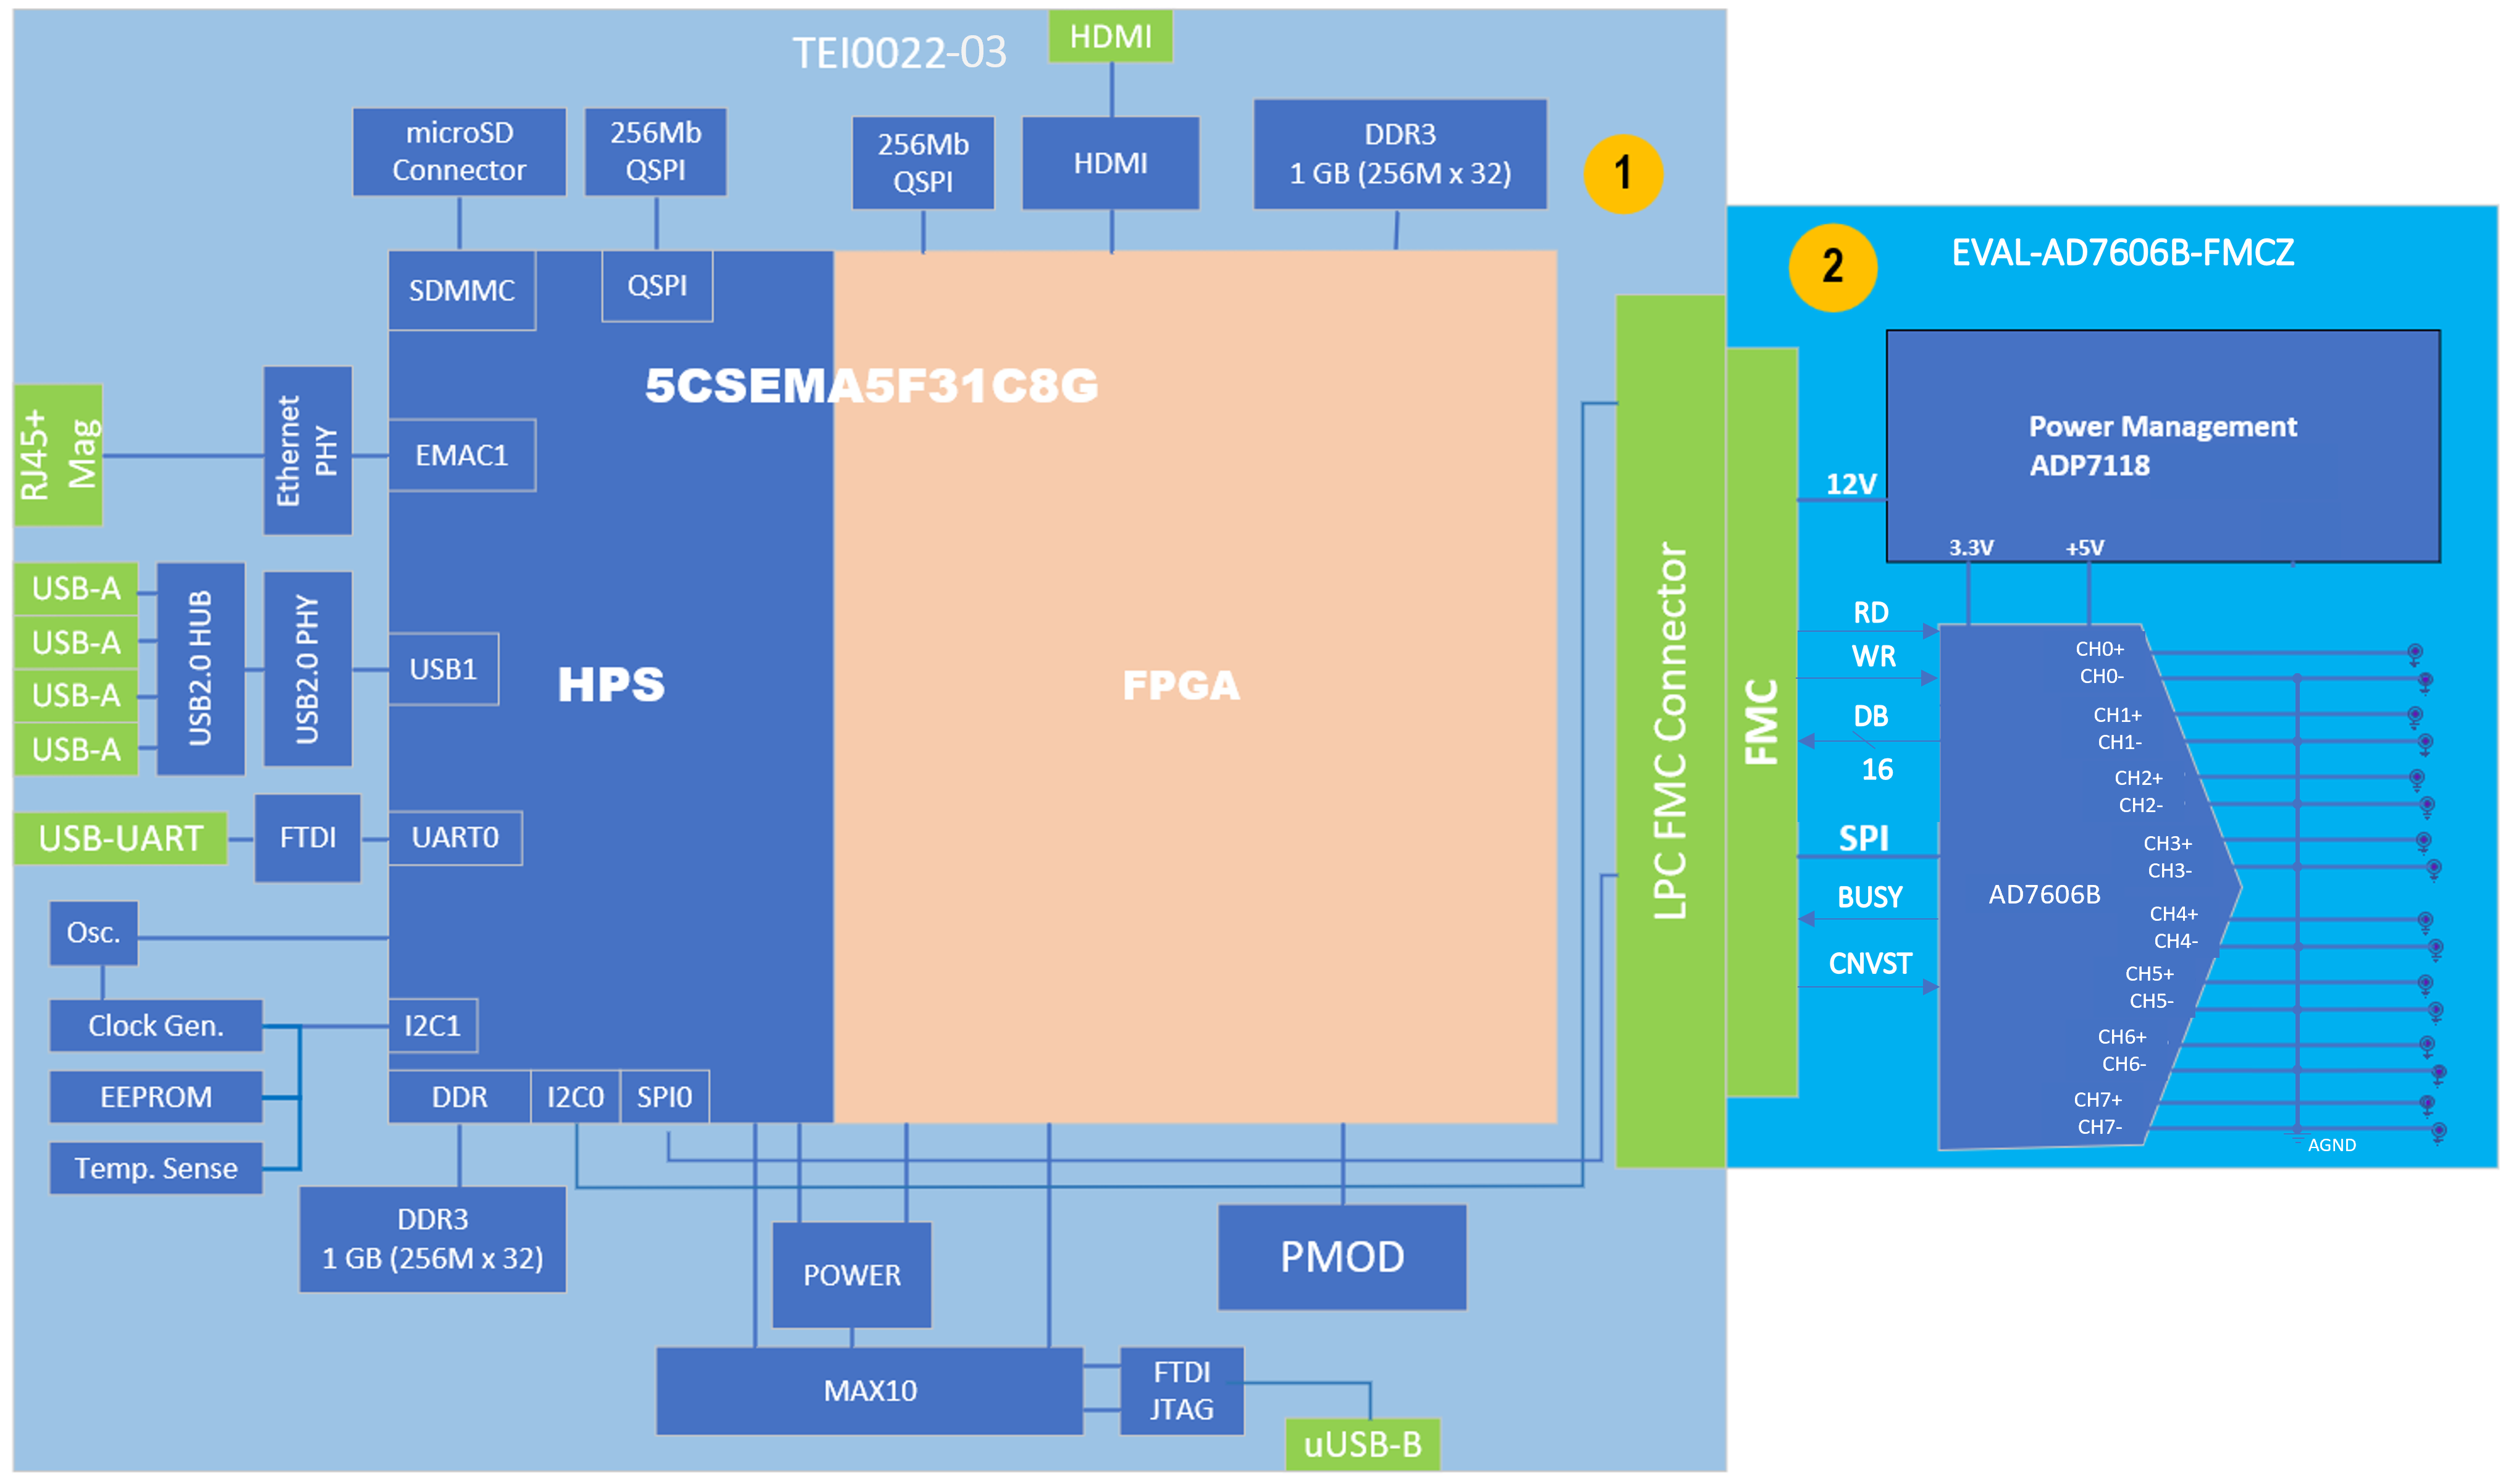 TEI0022-03
HDMI
microSD
Connector
256Mb
QSPI
256Mb
QSPI
HDMI
DDR3
1 GB (256M x 32)
1
SDMMC
QSPI
5CSEMA5F31C8G
RJ45+
Mag
Ethernet
PHY
EMAC1
USB-A
USB-A
USB-A
USB-A
USB2.0 HUB
USB2.0 PHY
USB1
HPS
FPGA
USB-UART
FTDI
UART0
Osc.
Clock Gen.
I2C1
EEPROM
Temp. Sense
DDR
I2C0
SPI0
DDR3
1 GB (256M x 32)
POWER
PMOD
MAX10
FTDI
JTAG
uUSB-B
LPC FMC Connector
FMC
2
EVAL-AD7606B-FMCZ
Power Management
ADP7118
12V
3.3V
+5V
RD
WR
DB
16
SPI
BUSY
CNVST
AD7606B
CH0+
CH0-
CH1+
CH1-
CH2+
CH2-
CH3+
CH3-
CH4+
CH4-
CH5+
CH5-
CH6+
CH6-
CH7+
CH7-
AGND